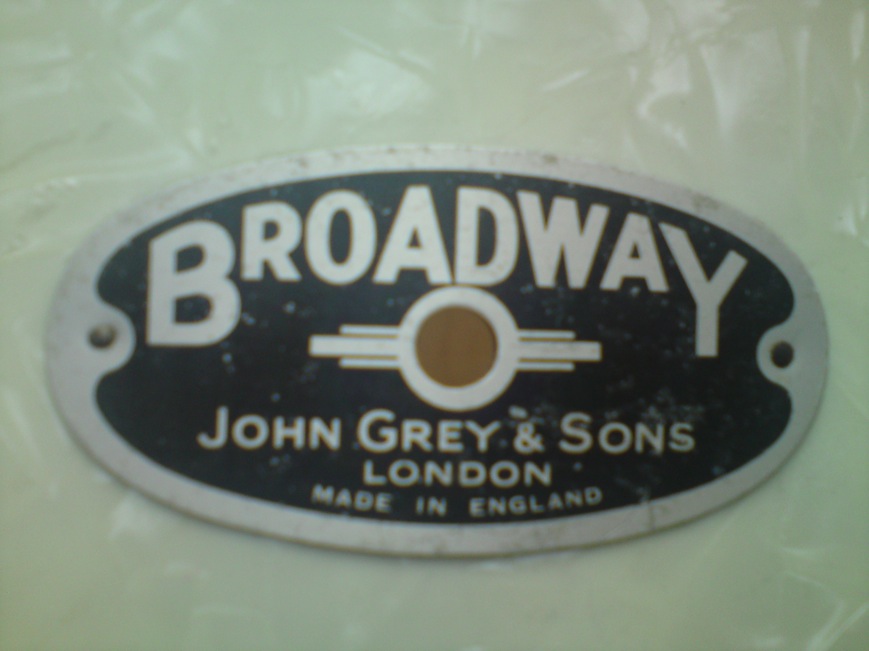 BROADWAY
JOHN GREY & SONS
LONDON
MADE IN ENGLAND